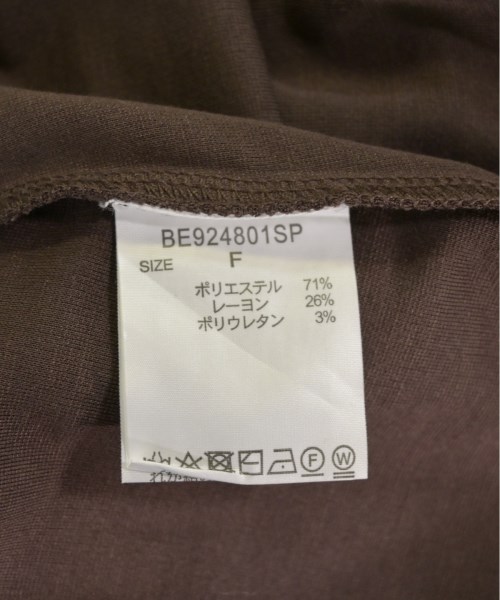 BE924801SP
SIZE F
ポリエステル 71%
レーヨン 26%
ポリウレタン 3%
F W